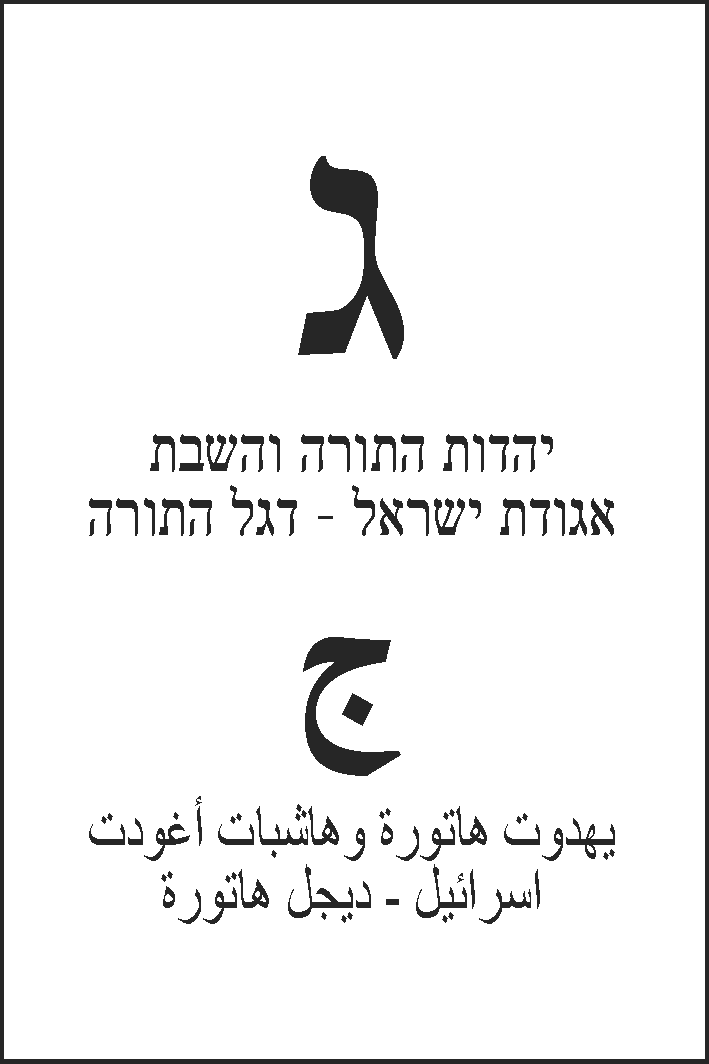 ג
יהדות התורה והשבת
אגודת ישראל - דגל התורה
ج
يهدوت هاتورة وهاشبات أغودت
اسرائيل - ديجل هاتورة